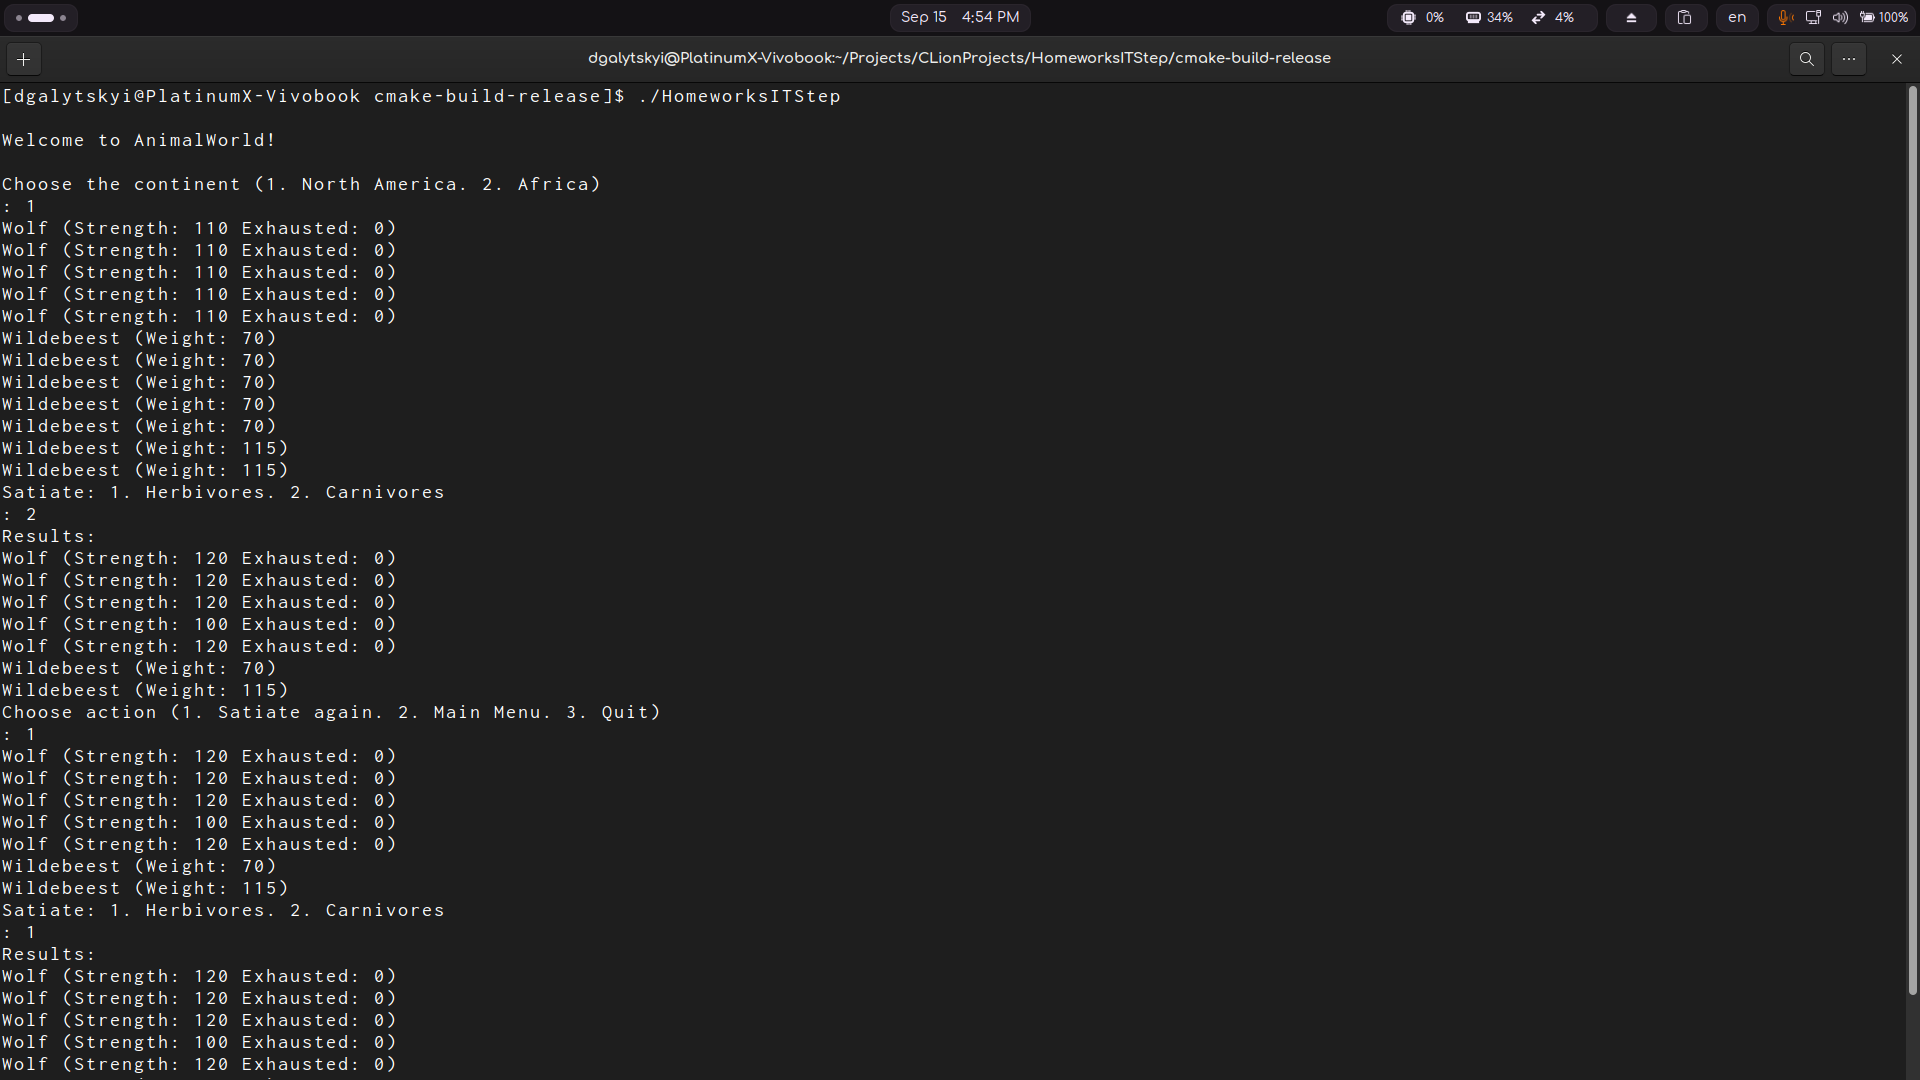 Sep 15 4:54 PM
0% 34% 4% en 100%
dgalytskyi@PlatinumX-Vivobook:~/Projects/CLionProjects/HomeworksITStep/cmake-build-release
[dgalytskyi@PlatinumX-Vivobook cmake-build-release]$ ./HomeworksITStep
Welcome to AnimalWorld!
Choose the continent (1. North America. 2. Africa)
: 1
Wolf (Strength: 110 Exhausted: 0)
Wolf (Strength: 110 Exhausted: 0)
Wolf (Strength: 110 Exhausted: 0)
Wolf (Strength: 110 Exhausted: 0)
Wolf (Strength: 110 Exhausted: 0)
Wildebeest (Weight: 70)
Wildebeest (Weight: 70)
Wildebeest (Weight: 70)
Wildebeest (Weight: 70)
Wildebeest (Weight: 70)
Wildebeest (Weight: 115)
Wildebeest (Weight: 115)
Satiate: 1. Herbivores. 2. Carnivores
: 2
Results:
Wolf (Strength: 120 Exhausted: 0)
Wolf (Strength: 120 Exhausted: 0)
Wolf (Strength: 120 Exhausted: 0)
Wolf (Strength: 100 Exhausted: 0)
Wolf (Strength: 120 Exhausted: 0)
Wildebeest (Weight: 70)
Wildebeest (Weight: 115)
Choose action (1. Satiate again. 2. Main Menu. 3. Quit)
: 1
Wolf (Strength: 120 Exhausted: 0)
Wolf (Strength: 120 Exhausted: 0)
Wolf (Strength: 120 Exhausted: 0)
Wolf (Strength: 100 Exhausted: 0)
Wolf (Strength: 120 Exhausted: 0)
Wildebeest (Weight: 70)
Wildebeest (Weight: 115)
Satiate: 1. Herbivores. 2. Carnivores
: 1
Results:
Wolf (Strength: 120 Exhausted: 0)
Wolf (Strength: 120 Exhausted: 0)
Wolf (Strength: 120 Exhausted: 0)
Wolf (Strength: 100 Exhausted: 0)
Wolf (Strength: 120 Exhausted: 0)